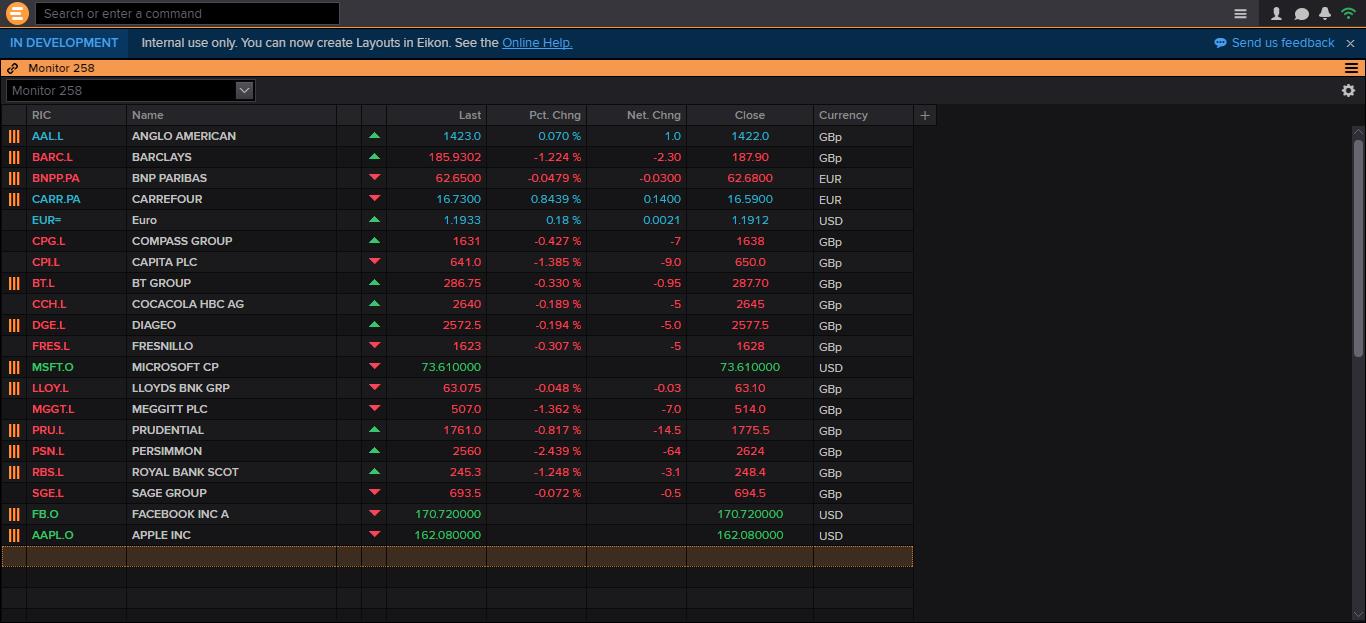 Search or enter a command
IN DEVELOPMENT Internal use only. You can now create Layouts in Eikon. See the Online Help. Send us feedback
Monitor 258
Monitor 258
RIC Name Last Pct. Chng Net. Chng Close Currency +
AAL.L ANGLO AMERICAN 1423.0 0.070 % 1.0 1422.0 GBp
BARC.L BARCLAYS 185.9302 -1.224 % -2.30 187.90 GBp
BNPP.PA BNP PARIBAS 62.6500 -0.0479 % -0.0300 62.6800 EUR
CARR.PA CARREFOUR 16.7300 0.8439 % 0.1400 16.5900 EUR
EUR= Euro 1.1933 0.18 % 0.0021 1.1912 USD
CPG.L COMPASS GROUP 1631 -0.427 % -7 1638 GBp
CPI.L CAPITA PLC 641.0 -1.385 % -9.0 650.0 GBp
BT.L BT GROUP 286.75 -0.330 % -0.95 287.70 GBp
CCH.L COCACOLA HBC AG 2640 -0.189 % -5 2645 GBp
DGE.L DIAGEO 2572.5 -0.194 % -5.0 2577.5 GBp
FRES.L FRESNILLO 1623 -0.307 % -5 1628 GBp
MSFT.O MICROSOFT CP 73.610000 73.610000 USD
LLOY.L LLOYDS BNK GRP 63.075 -0.048 % -0.03 63.10 GBp
MGGT.L MEGGITT PLC 507.0 -1.362 % -7.0 514.0 GBp
PRU.L PRUDENTIAL 1761.0 -0.817 % -14.5 1775.5 GBp
PSN.L PERSIMMON 2560 -2.439 % -64 2624 GBp
RBS.L ROYAL BANK SCOT 245.3 -1.248 % -3.1 248.4 GBp
SGE.L SAGE GROUP 693.5 -0.072 % -0.5 694.5 GBp
FB.O FACEBOOK INC A 170.720000 170.720000 USD
AAPL.O APPLE INC 162.080000 162.080000 USD